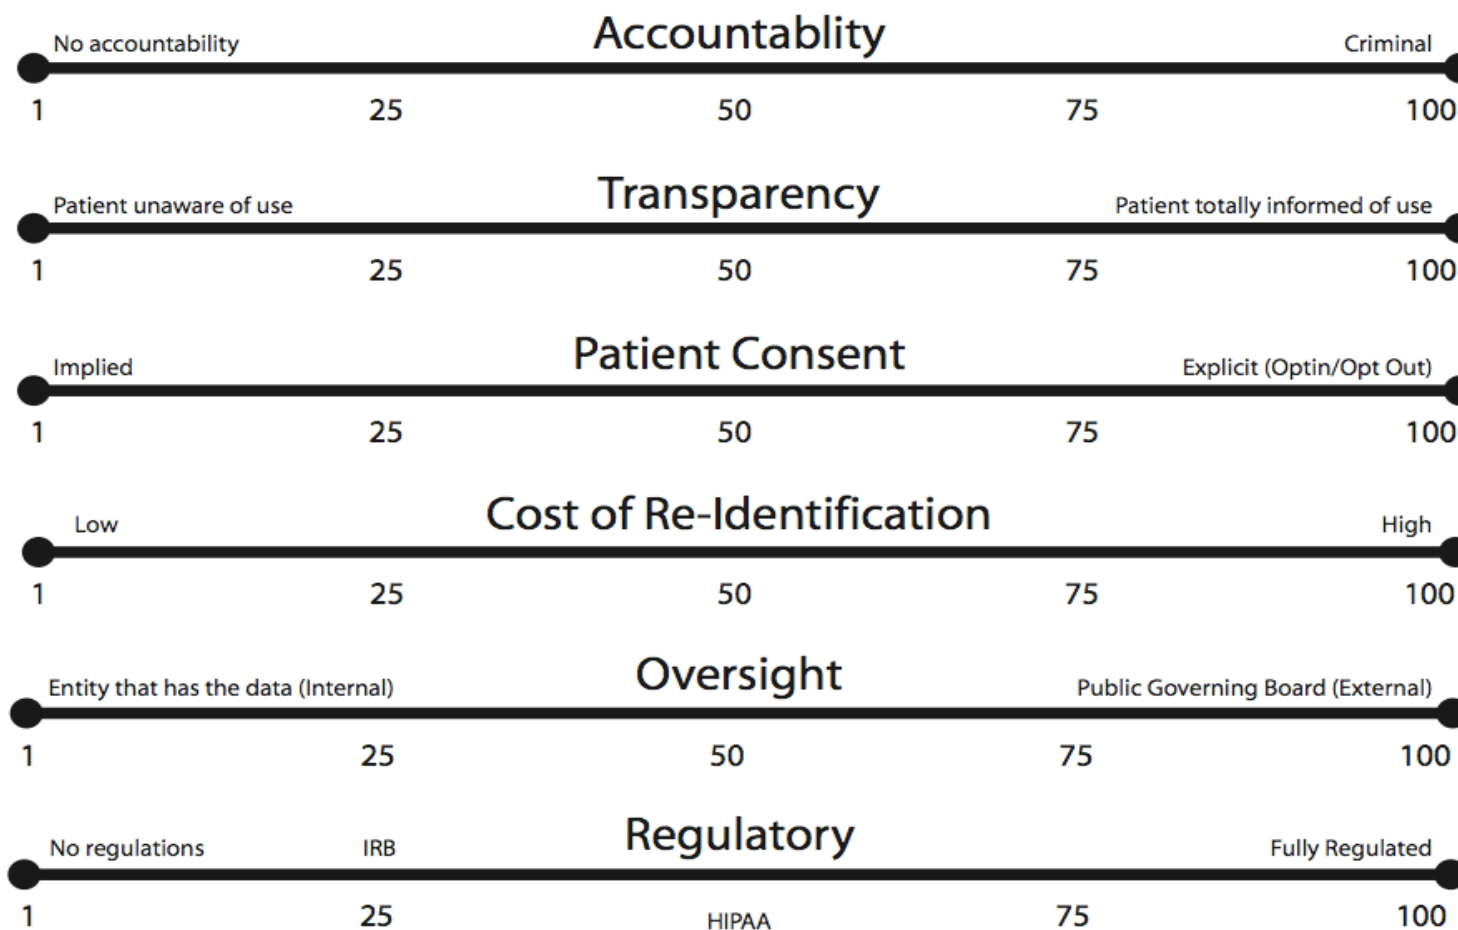 Accountablity
No accountability Criminal
1 25 50 75 100
Transparency
Patient unaware of use Patient totally informed of use
1 25 50 75 100
Patient Consent
Implied Explicit (Optin/Opt Out)
1 25 50 75 100
Cost of Re-Identification
Low High
1 25 50 75 100
Oversight
Entity that has the data (Internal) Public Governing Board (External)
1 25 50 75 100
Regulatory
No regulations IRB Fully Regulated
1 25 HIPAA 75 100